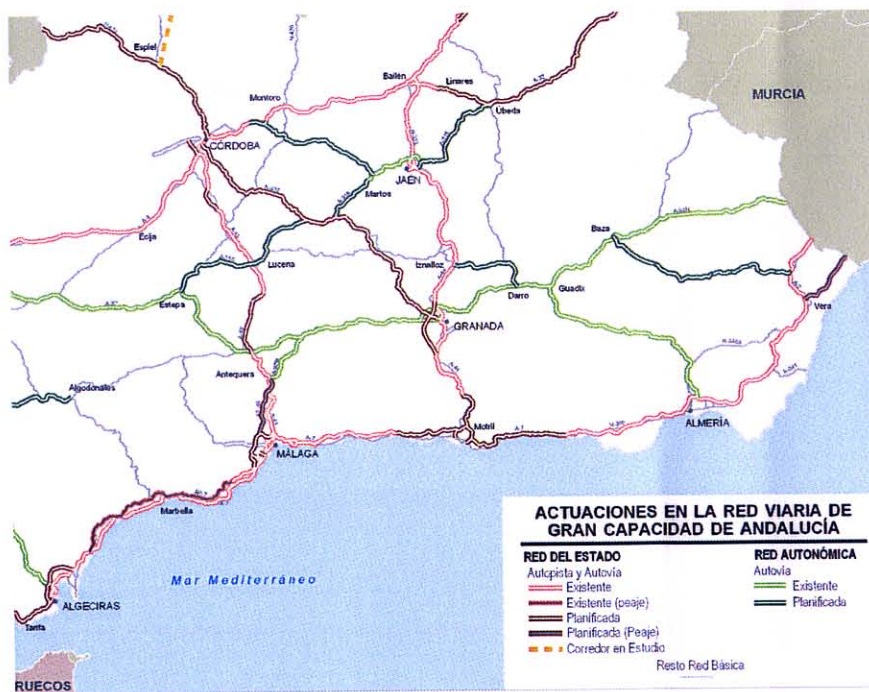 Espiel
Bailén
Linares
MURCIA
Montoro
Úbeda
CÓRDOBA
JAÉN
Martos
Écija
Baza
Lucena
Iznalloz
Estepa
Darro
Guadix
Vera
GRANADA
Antequera
Algodonales
Motril
ALMERÍA
MÁLAGA
Marbella
ACTUACIONES EN LA RED VIARIA DE
GRAN CAPACIDAD DE ANDALUCÍA
RED DEL ESTADO
Autopista y Autovía
Existente
Existente (peaje)
Planificada
Planificada (Peaje)
Corredor en Estudio
RED AUTONÓMICA
Autovía
Existente
Planificada
Resto Red Básica
Mar Mediterráneo
ALGECIRAS
Tarifa
RUECOS